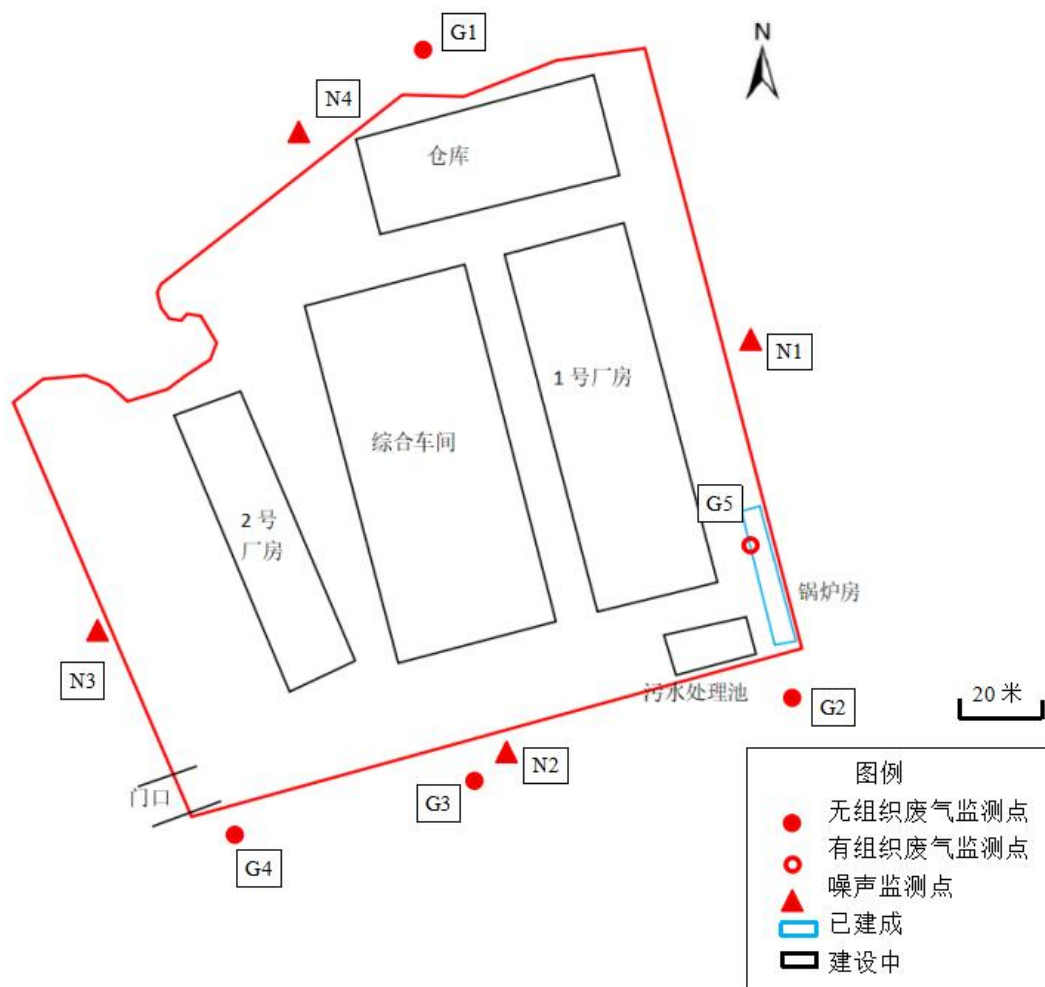 G1
N
N4
仓库
N1
1号厂房
综合车间
G5
2号
厂房
锅炉房
N3
污水处理池
20米
G2
N2
门口
G3
G4
图例
无组织废气监测点
有组织废气监测点
噪声监测点
已建成
建设中